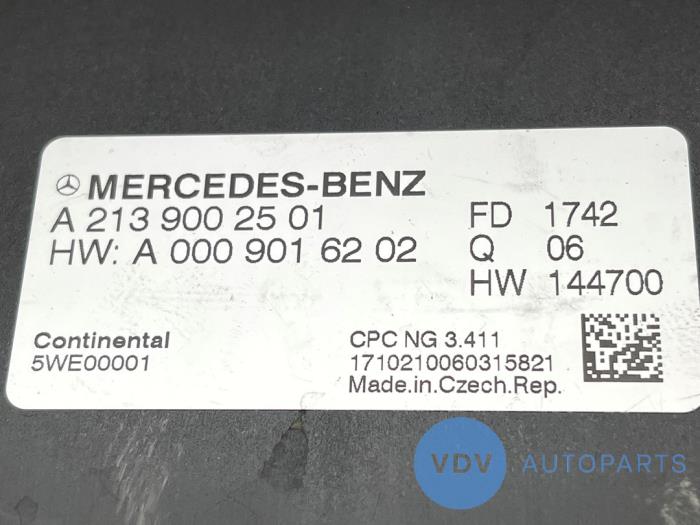 MERCEDES-BENZ
A 213 900 25 01 FD 1742
HW: A 000 901 62 02 Q 06
HW 144700
Continental CPC NG 3.411
5WE00001 1710210060315821
Made.in.Czech.Rep.
VDV AUTOPARTS